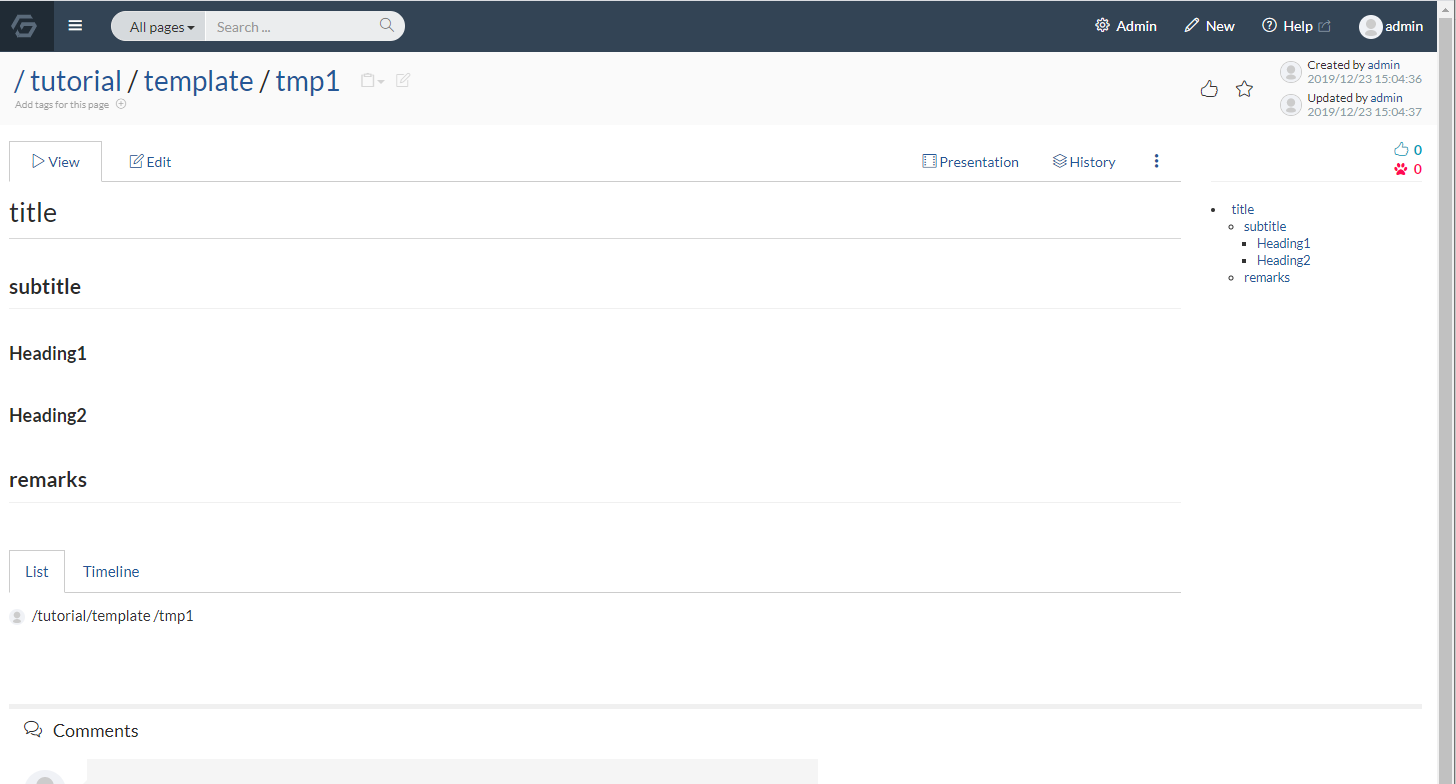 All pages Search ... Admin New Help admin
/ tutorial / template / tmp1
Add tags for this page
Created by admin
2019/12/23 15:04:36
Updated by admin
2019/12/23 15:04:37
View Edit Presentation History
0
0
title
subtitle
Heading1
Heading2
remarks
title
subtitle
Heading1
Heading2
remarks
List Timeline
/tutorial/template /tmp1
Comments